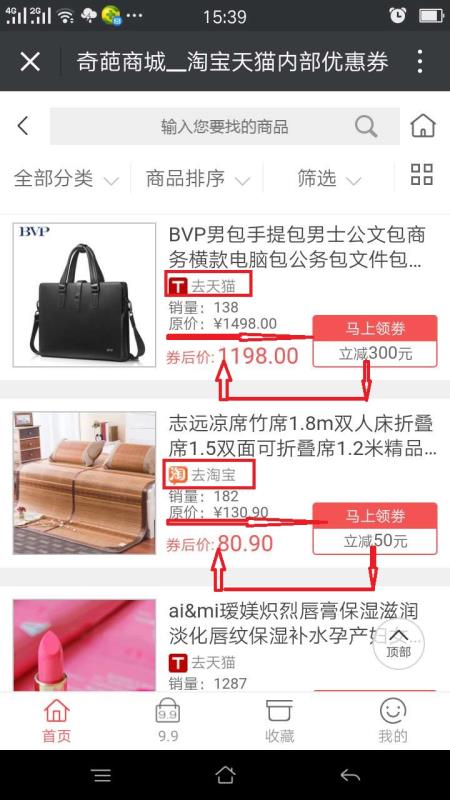 4G 2G 15:39
奇葩商城__淘宝天猫内部优惠券
输入您要找的商品
全部分类 商品排序 筛选
BVP
BVP男包手提包男士公文包商
务横款电脑包公务包文件包...
T 去天猫
销量：138
原价：¥1498.00
马上领券
券后价:1198.00
立减300元
志远凉席竹席1.8m双人床折叠
席1.5双面可折叠席1.2米精品...
淘 去淘宝
销量：182
原价：¥130.90
马上领券
券后价:80.90
立减50元
ai&mi瑷媄炽烈唇膏保湿滋润
淡化唇纹保湿补水孕产妇
顶部
T 去天猫
销量：1287
9.9
首页 9.9 收藏 我的